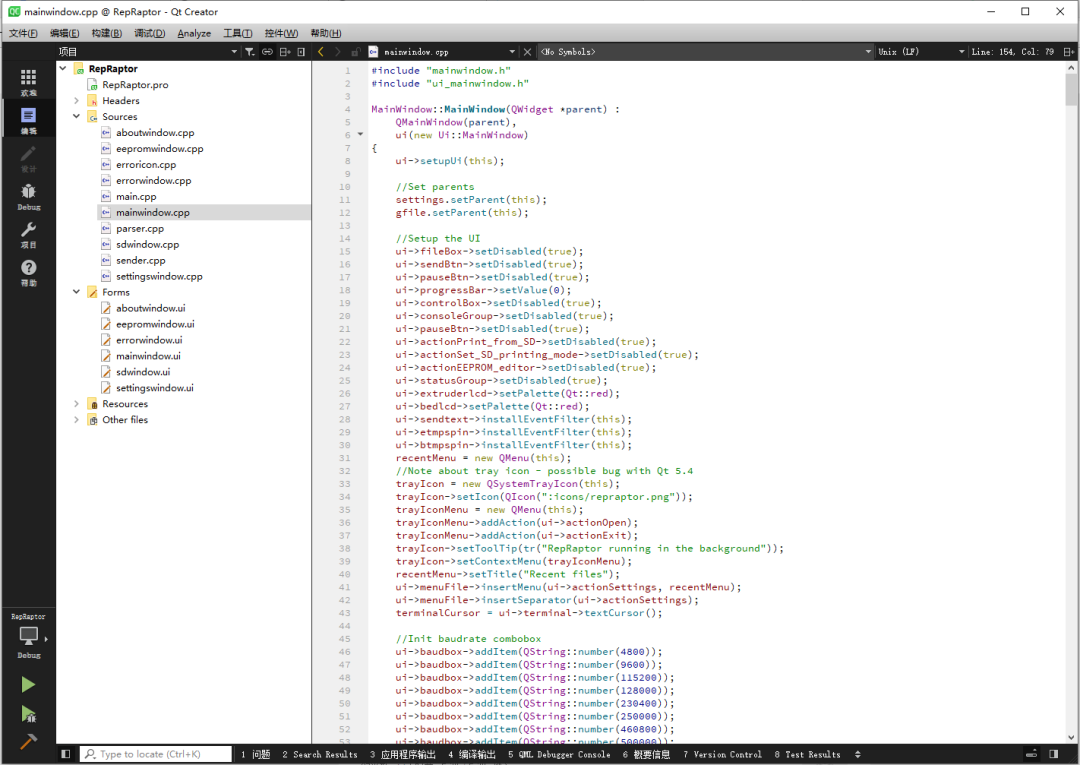 mainwindow.cpp @ RepRaptor - Qt Creator
文件(F) 编辑(E) 构建(B) 调试(D) Analyze 工具(T) 控件(W) 帮助(H)
项目 mainwindow.cpp <No Symbols> Unix (LF) Line: 154, Col: 79
欢迎
编辑
设计
Debug
项目
帮助
RepRaptor
Debug
RepRaptor
RepRaptor.pro
Headers
Sources
aboutwindow.cpp
eepromwindow.cpp
erroricon.cpp
errorwindow.cpp
main.cpp
mainwindow.cpp
parser.cpp
sdwindow.cpp
sender.cpp
settingswindow.cpp
Forms
aboutwindow.ui
eepromwindow.ui
errorwindow.ui
mainwindow.ui
sdwindow.ui
settingswindow.ui
Resources
Other files
1 #include "mainwindow.h"
2 #include "ui_mainwindow.h"
3
4 MainWindow::MainWindow(QWidget *parent) :
5 QMainWindow(parent),
6 ui(new Ui::MainWindow)
7 {
8 ui->setupUi(this);
9
10 //Set parents
11 settings.setParent(this);
12 gfile.setParent(this);
13
14 //Setup the UI
15 ui->fileBox->setDisabled(true);
16 ui->sendBtn->setDisabled(true);
17 ui->pauseBtn->setDisabled(true);
18 ui->progressBar->setValue(0);
19 ui->controlBox->setDisabled(true);
20 ui->consoleGroup->setDisabled(true);
21 ui->pauseBtn->setDisabled(true);
22 ui->actionPrint_from_SD->setDisabled(true);
23 ui->actionSet_SD_printing_mode->setDisabled(true);
24 ui->actionEEPROM_editor->setDisabled(true);
25 ui->statusGroup->setDisabled(true);
26 ui->extruderlcd->setPalette(Qt::red);
27 ui->bedlcd->setPalette(Qt::red);
28 ui->sendtext->installEventFilter(this);
29 ui->etmpspin->installEventFilter(this);
30 ui->btmpspin->installEventFilter(this);
31 recentMenu = new QMenu(this);
32 //Note about tray icon - possible bug with Qt 5.4
33 trayIcon = new QSystemTrayIcon(this);
34 trayIcon->setIcon(QIcon(":icons/repraptor.png"));
35 trayIconMenu = new QMenu(this);
36 trayIconMenu->addAction(ui->actionOpen);
37 trayIconMenu->addAction(ui->actionExit);
38 trayIcon->setToolTip(tr("RepRaptor running in the background"));
39 trayIcon->setContextMenu(trayIconMenu);
40 recentMenu->setTitle("Recent files");
41 ui->menuFile->insertMenu(ui->actionSettings, recentMenu);
42 ui->menuFile->insertSeparator(ui->actionSettings);
43 terminalCursor = ui->terminal->textCursor();
44
45 //Init baudrate combobox
46 ui->baudbox->addItem(QString::number(4800));
47 ui->baudbox->addItem(QString::number(9600));
48 ui->baudbox->addItem(QString::number(115200));
49 ui->baudbox->addItem(QString::number(128000));
50 ui->baudbox->addItem(QString::number(230400));
51 ui->baudbox->addItem(QString::number(250000));
52 ui->baudbox->addItem(QString::number(460800));
53 ui->baudbox->addItem(QString::number(500000));
Type to locate (Ctrl+K) 1 问题 2 Search Results 3 应用程序输出 4 编译输出 5 QML Debugger Console 6 概要信息 7 Version Control 8 Test Results